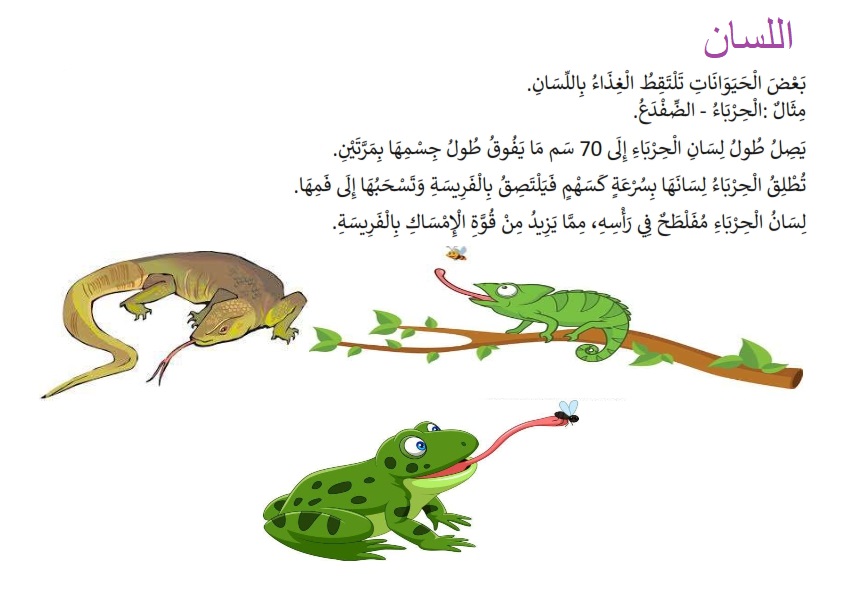 اللسان
بَعْضَ الْحَيَوَانَاتِ تَلْتَقِطُ الْغِذَاءُ بِاللّسَانِ.
مِثَالٌ :الْحِرْبَاءُ - الضِّفْدَعُ.
يَصِلُ طُولُ لِسَانِ الْحِرْبَاءِ إِلَى 70 سَم مَا يَفُوقُ طُولُ جِسْمِهَا بِمَرَّتَيْنِ.
تُطْلِقُ الْحِرْبَاءُ لِسَانَهَا بِسُرْعَةٍ كَسَهْمٍ فَيَلْتَصِقُ بِالْفَرِيسَةِ وَتَسْحَبُهَا إِلَى فَمِهَا.
لِسَانُ الْحِرْبَاءِ مُفَلْطَحٌ فِي رَأْسِهِ، مِمَّا يَزِيدُ مِنْ قُوَّةِ الْإِمْسَاكِ بِالْفَرِيسَةِ.